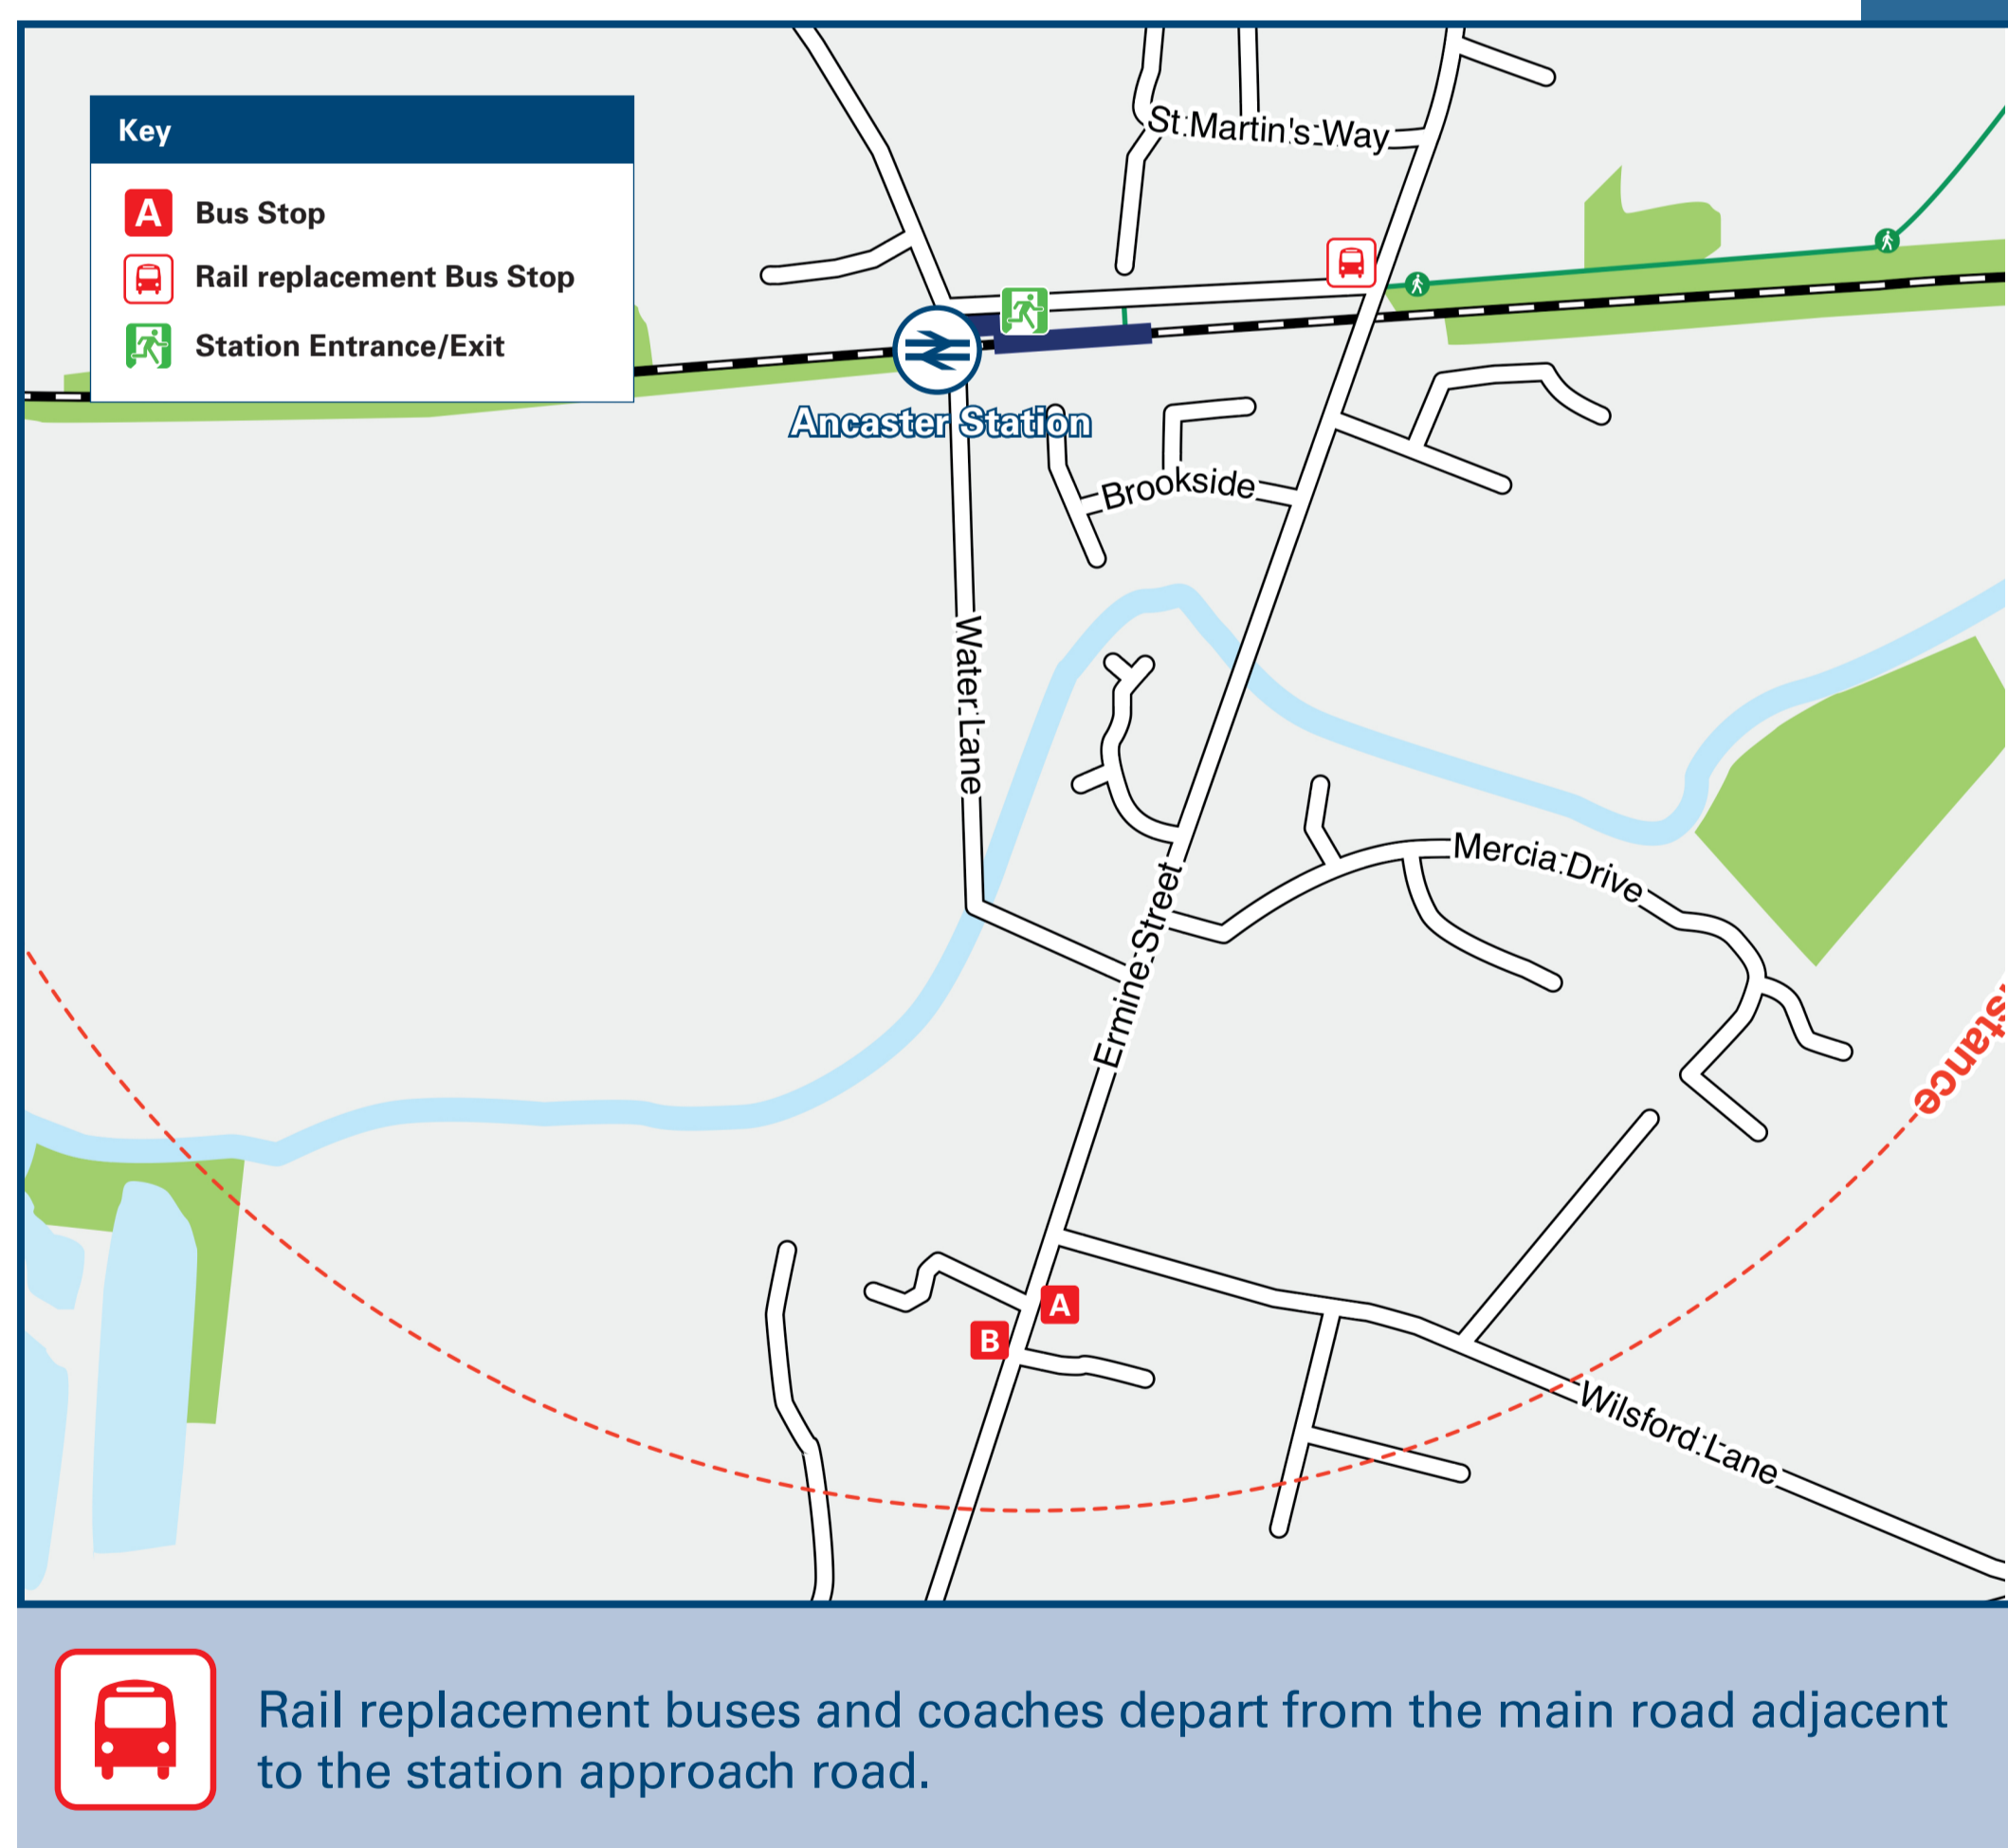 Key
A
Bus Stop
Rail replacement Bus Stop
Station Entrance/Exit
St Martin's Way
Ancaster Station
Brookside
Water Lane
Mercia Drive
Ermine Street
A
B
Wilsford Lane
Rail replacement buses and coaches depart from the main road adjacent
to the station approach road.